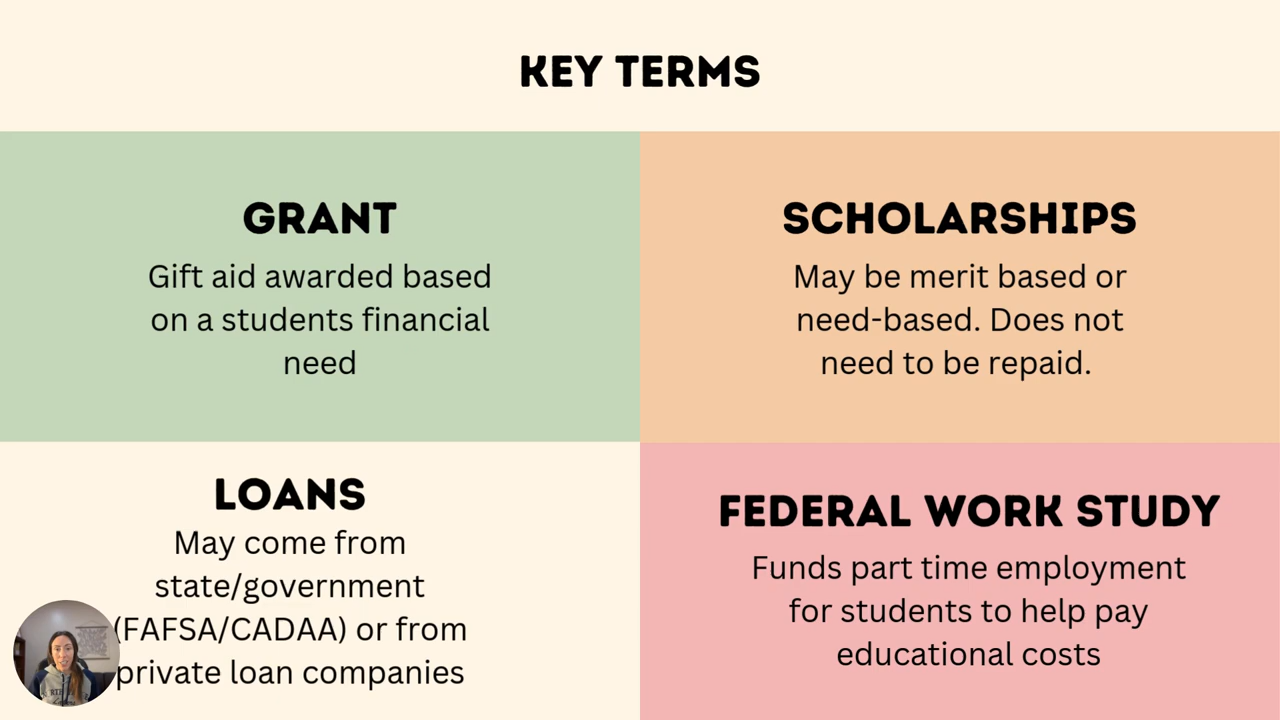 KEY TERMS
GRANT
Gift aid awarded based
on a students financial
need
SCHOLARSHIPS
May be merit based or
need-based. Does not
need to be repaid.
LOANS
May come from
state/government
(FAFSA/CADAA) or from
private loan companies
FEDERAL WORK STUDY
Funds part time employment
for students to help pay
educational costs